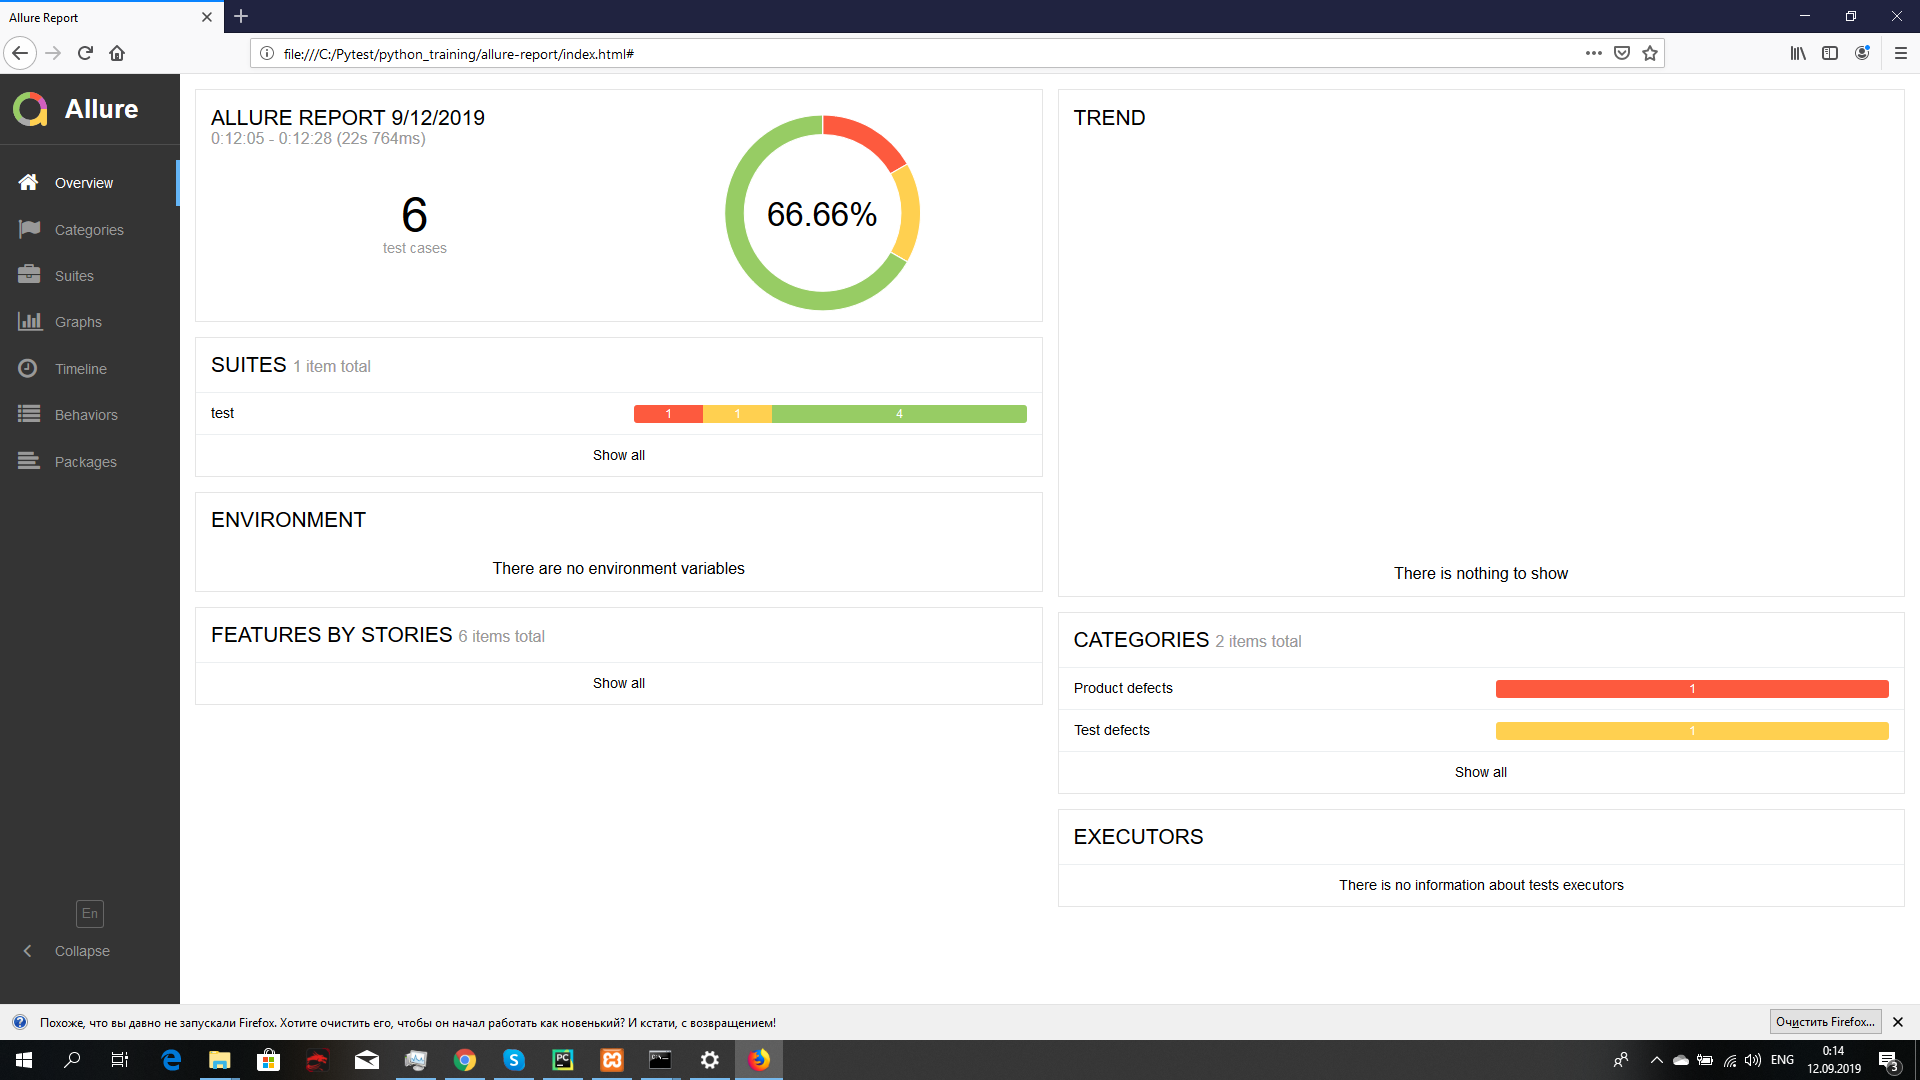 Allure Report
file:///C:/Pytest/python_training/allure-report/index.html#
Allure
Overview
Categories
Suites
Graphs
Timeline
Behaviors
Packages
En
Collapse
ALLURE REPORT 9/12/2019
0:12:05 - 0:12:28 (22s 764ms)
6
test cases
66.66%
SUITES 1 item total
test 1 1 4
Show all
ENVIRONMENT
There are no environment variables
FEATURES BY STORIES 6 items total
Show all
TREND
There is nothing to show
CATEGORIES 2 items total
Product defects 1
Test defects 1
Show all
EXECUTORS
There is no information about tests executors
Похоже, что вы давно не запускали Firefox. Хотите очистить его, чтобы он начал работать как новенький? И кстати, с возвращением!
Очистить Firefox...
PC
ENG
0:14
12.09.2019
3